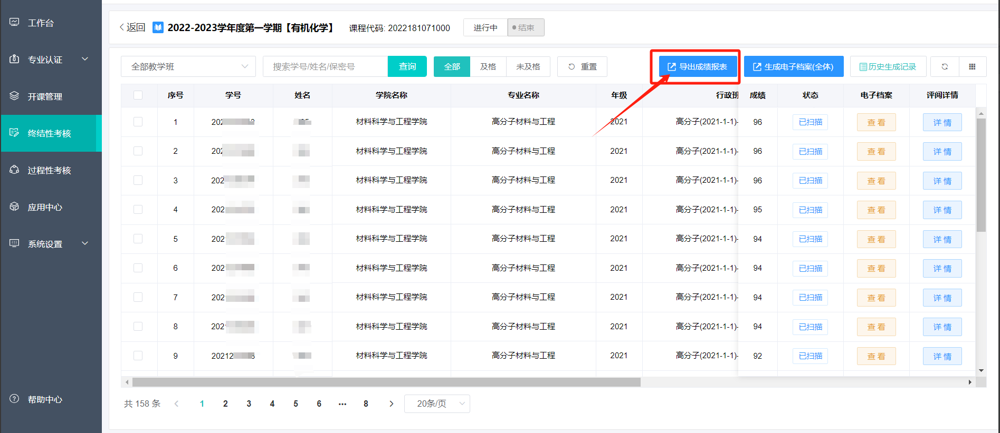 工作台
专业认证
开课管理
终结性考核
过程性考核
应用中心
系统设置
帮助中心
返回 2022-2023学年度第一学期【有机化学】 课程代码: 2022181071000 进行中 结束
全部教学班 搜索学号/姓名/保密号 查询 全部 及格 未及格 重置 导出成绩报表 生成电子档案(全体) 历史生成记录
序号 学号 姓名 学院名称 专业名称 年级 行政班 成绩 状态 电子档案 评阅详情
1 202 材料科学与工程学院 高分子材料与工程 2021 高分子(2021-1-1)- 96 已扫描 查看 详情
2 202 材料科学与工程学院 高分子材料与工程 2021 高分子(2021-1-1)- 96 已扫描 查看 详情
3 202 材料科学与工程学院 高分子材料与工程 2021 高分子(2021-1-1)- 96 已扫描 查看 详情
4 202 材料科学与工程学院 高分子材料与工程 2021 高分子(2021-1-1)- 95 已扫描 查看 详情
5 202 材料科学与工程学院 高分子材料与工程 2021 高分子(2021-1-1)- 94 已扫描 查看 详情
6 202 材料科学与工程学院 高分子材料与工程 2021 高分子(2021-1-1)- 94 已扫描 查看 详情
7 202 材料科学与工程学院 高分子材料与工程 2021 高分子(2021-1-1)- 94 已扫描 查看 详情
8 202 材料科学与工程学院 高分子材料与工程 2021 高分子(2021-1-1)- 94 已扫描 查看 详情
9 20212 材料科学与工程学院 高分子材料与工程 2021 高分子(2021-1-1)- 92 已扫描 查看 详情
共 158 条 1 2 3 4 5 6 ••• 8 20条/页